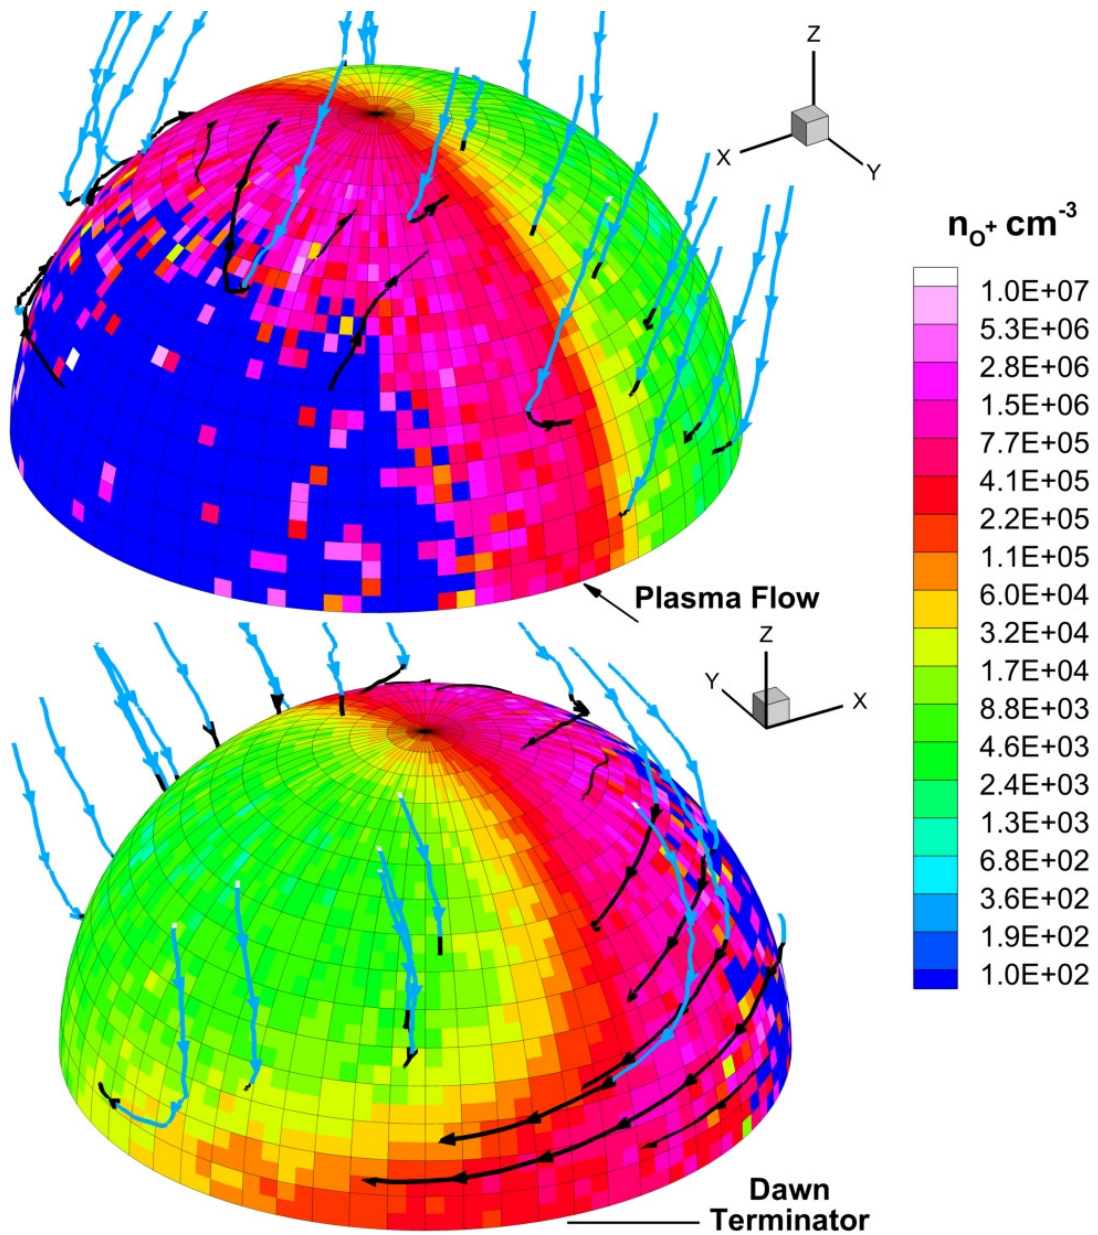 Z
X
Y
n_O+ cm^-3
1.0E+07
5.3E+06
2.8E+06
1.5E+06
7.7E+05
4.1E+05
2.2E+05
1.1E+05
6.0E+04
3.2E+04
1.7E+04
8.8E+03
4.6E+03
2.4E+03
1.3E+03
6.8E+02
3.6E+02
1.9E+02
1.0E+02
Plasma Flow
Z
Y
X
Dawn
Terminator